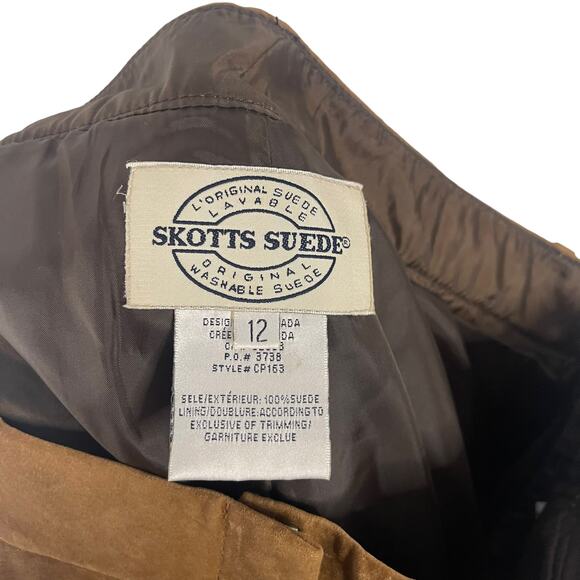 L'ORIGINAL SUEDE
LAVABLE
SKOTTS SUEDE®
ORIGINAL
WASHABLE SUEDE
12
P.O.# 3738
STYLE# CP163
SELE/EXTÉRIEUR: 100%SUEDE
LINING/DOUBLURE: ACCORDING TO
EXCLUSIVE OF TRIMMING/
GARNITURE EXCLUE